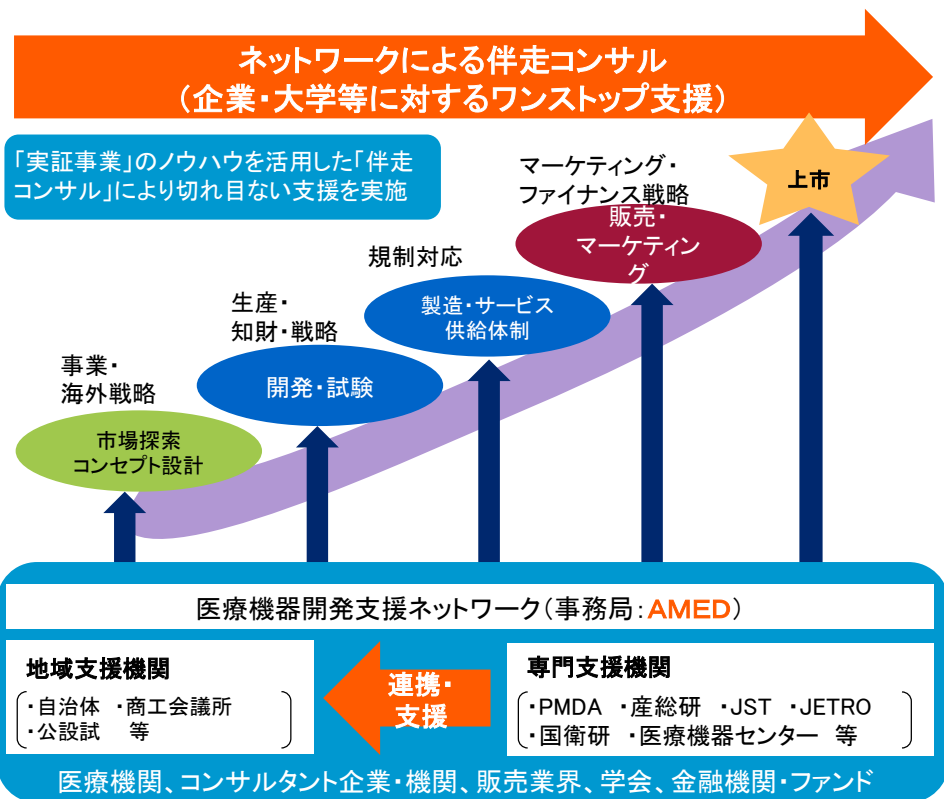 ネットワークによる伴走コンサル
（企業・大学等に対するワンストップ支援）
「実証事業」のノウハウを活用した「伴走
コンサル」により切れ目ない支援を実施
マーケティング・
ファイナンス戦略
上市
販売・
マーケティン
グ
規制対応
製造・サービス
供給体制
生産・
知財・戦略
開発・試験
事業・
海外戦略
市場探索
コンセプト設計
医療機器開発支援ネットワーク（事務局：AMED）
地域支援機関
・自治体 ・商工会議所
・公設試 等
連携・
支援
専門支援機関
・PMDA ・産総研 ・JST ・JETRO
・国衛研 ・医療機器センター 等
医療機関、コンサルタント企業・機関、販売業界、学会、金融機関・ファンド